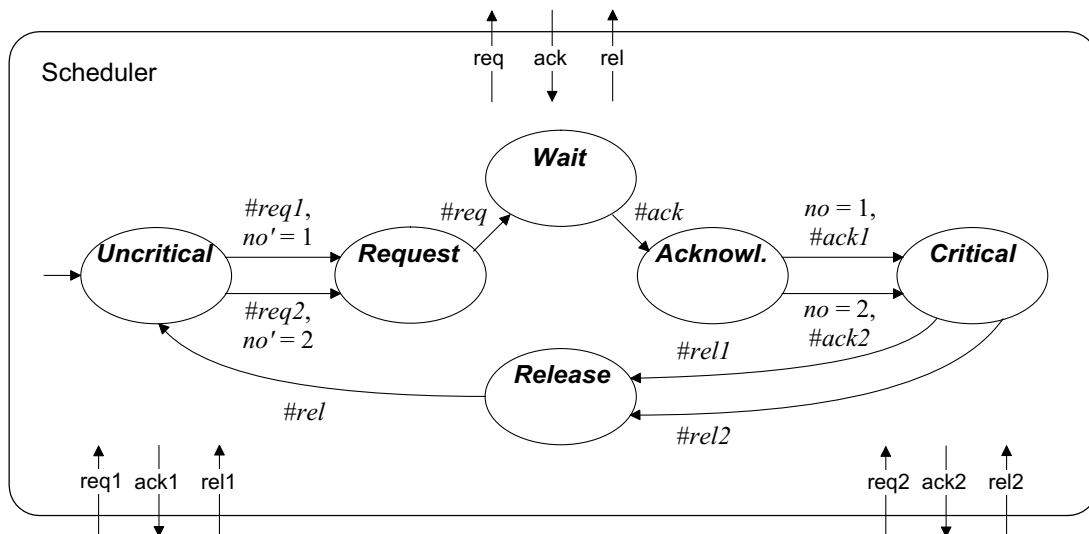 req ack rel
Scheduler
Wait
#req1,
no' = 1
#req
#ack
no = 1,
#ack1
Uncritical
Request
Acknowl.
Critical
#req2,
no' = 2
no = 2,
#ack2
#rel1
Release
#rel
#rel2
req1 ack1 rel1
req2 ack2 rel2